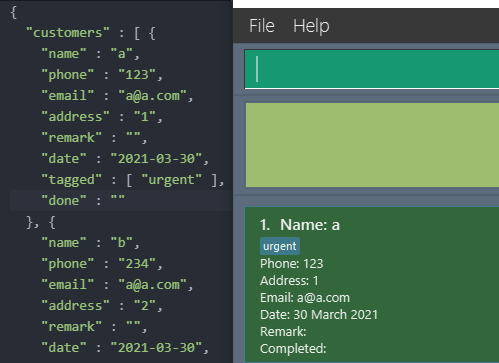 {
"customers" : [ {
"name" : "a",
"phone" : "123",
"email" : "a@a.com",
"address" : "1",
"remark" : "",
"date" : "2021-03-30",
"tagged" : [ "urgent" ],
"done" : ""
}, {
"name" : "b",
"phone" : "234",
"email" : "a@a.com",
"address" : "2",
"remark" : "",
"date" : "2021-03-30",
File Help
1. Name: a
urgent
Phone: 123
Address: 1
Email: a@a.com
Date: 30 March 2021
Remark:
Completed: